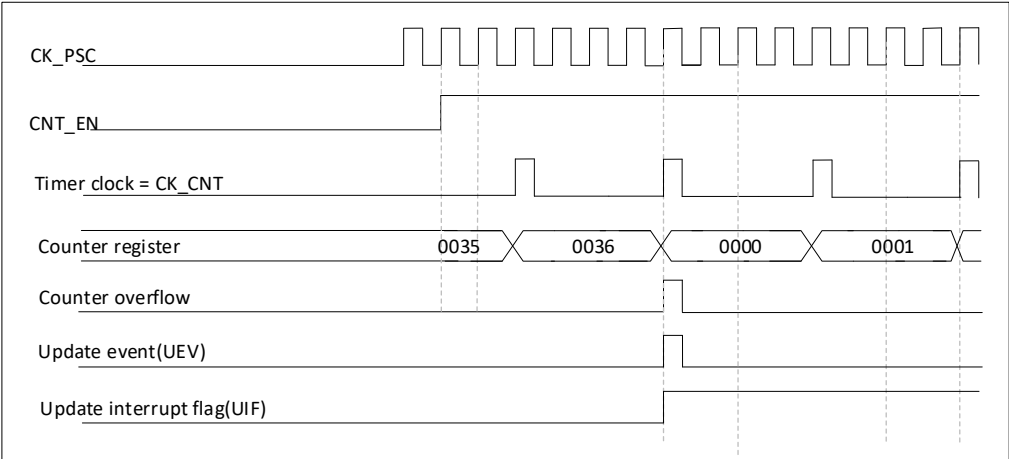 CK_PSC
CNT_EN
Timer clock = CK_CNT
Counter register 0035 0036 0000 0001
Counter overflow
Update event(UEV)
Update interrupt flag(UIF)